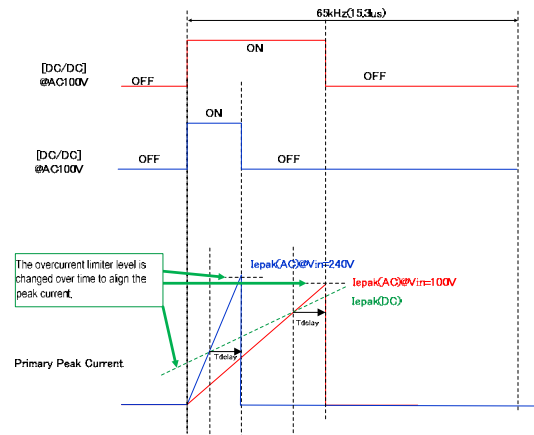 65kHz(15.3us)
[DC/DC]
@AC100V
OFF
ON
OFF
[DC/DC]
@AC100V
OFF
ON
OFF
The overcurrent limiter level is
changed over time to align the
peak current.
Iepak(AC)@Vin=240V
Iepak(AC)@Vin=100V
Iepak(DC)
Tdelay
Tdelay
Primary Peak Current